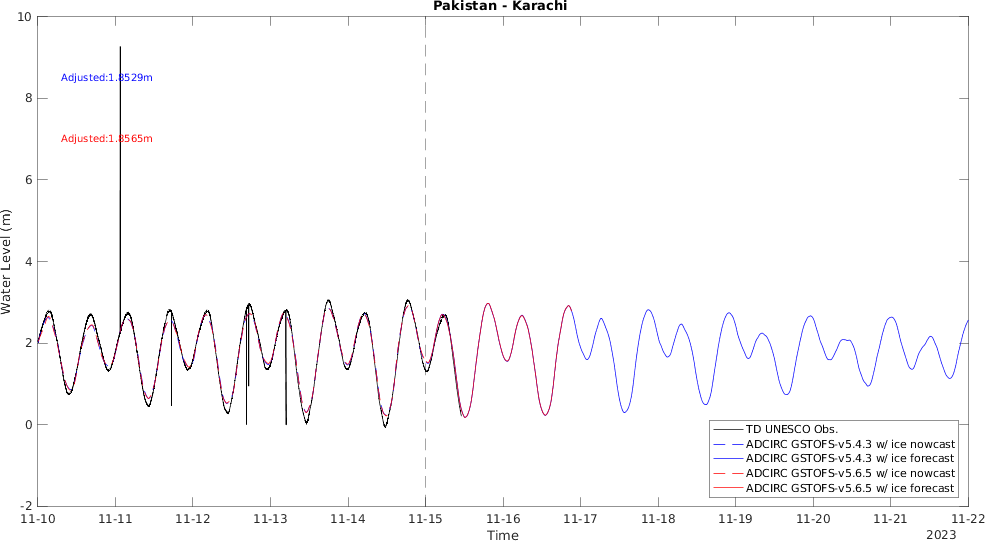 Pakistan - Karachi
10
8
6
4
2
0
-2
Water Level (m)
Adjusted:1.8529m
Adjusted:1.8565m
TD UNESCO Obs.
ADCIRC GSTOFS-v5.4.3 w/ ice nowcast
ADCIRC GSTOFS-v5.4.3 w/ ice forecast
ADCIRC GSTOFS-v5.6.5 w/ ice nowcast
ADCIRC GSTOFS-v5.6.5 w/ ice forecast
11-10 11-11 11-12 11-13 11-14 11-15 11-16 11-17 11-18 11-19 11-20 11-21 11-22
Time
2023